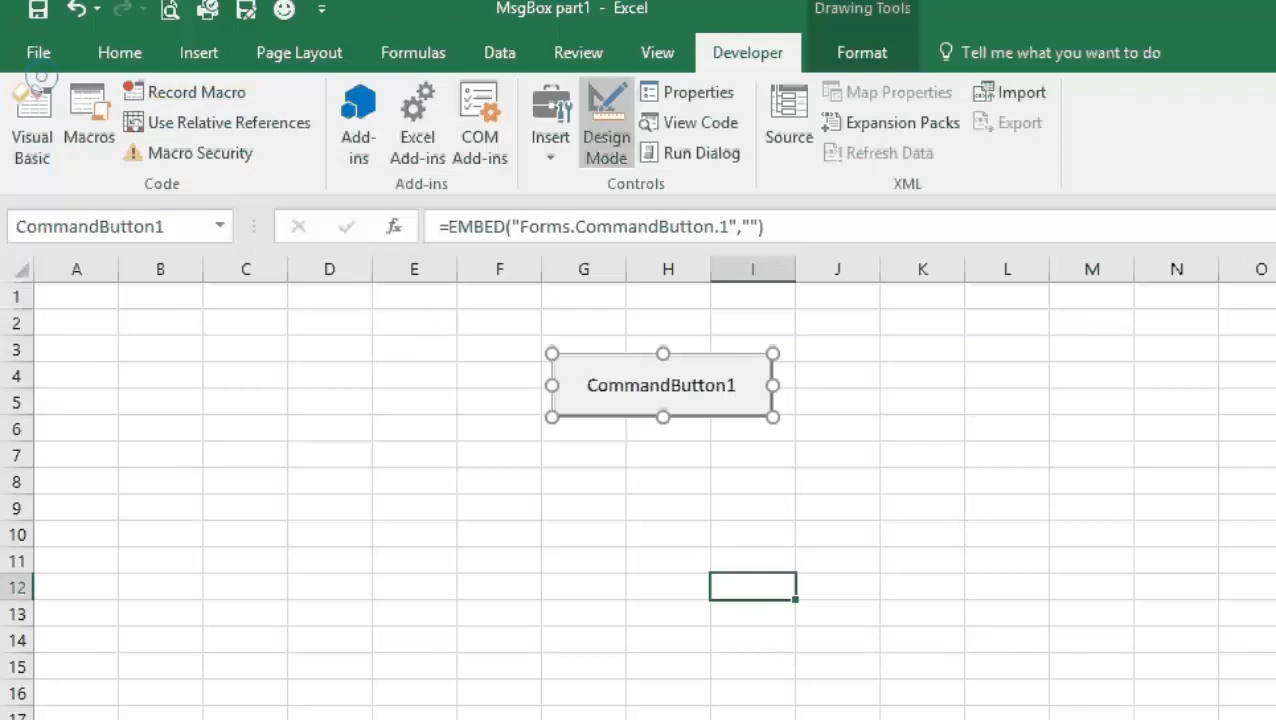 MsgBox part1 - Excel
Drawing Tools
File Home Insert Page Layout Formulas Data Review View Developer Format Tell me what you want to do
Visual Basic
Macros
Record Macro
Use Relative References
Macro Security
Code
Add-ins
Excel Add-ins
COM Add-ins
Add-ins
Insert
Design Mode
Properties
View Code
Run Dialog
Controls
Source
Map Properties
Expansion Packs
Refresh Data
Import
Export
XML
CommandButton1
fx
=EMBED("Forms.CommandButton.1","")
A B C D E F G H I J K L M N O
1
2
3
4
CommandButton1
5
6
7
8
9
10
11
12
13
14
15
16
17